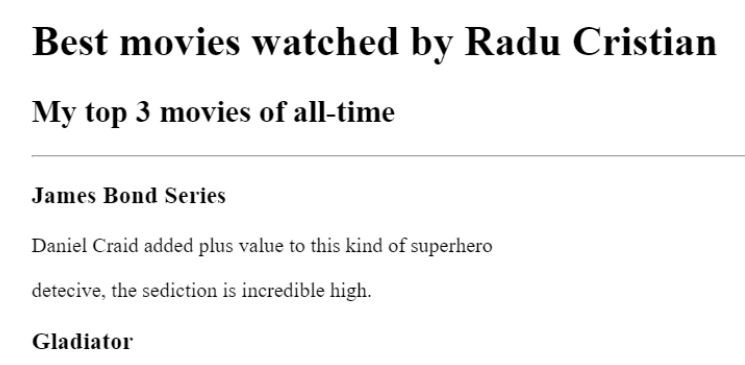 Best movies watched by Radu Cristian
My top 3 movies of all-time
James Bond Series
Daniel Craid added plus value to this kind of superhero
detecive, the sediction is incredible high.
Gladiator